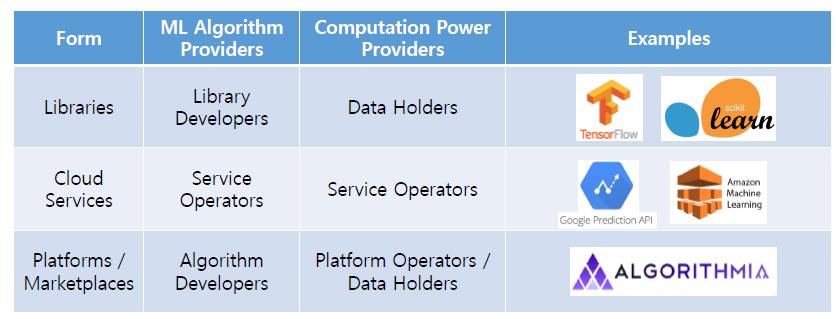 Form
ML Algorithm
Providers
Computation Power
Providers
Examples
Libraries
Library
Developers
Data Holders
TensorFlow
scikit
learn
Cloud
Services
Service
Operators
Service Operators
Google Prediction API
Amazon
Machine
Learning
Platforms /
Marketplaces
Algorithm
Developers
Platform Operators /
Data Holders
ALGORITHMIA